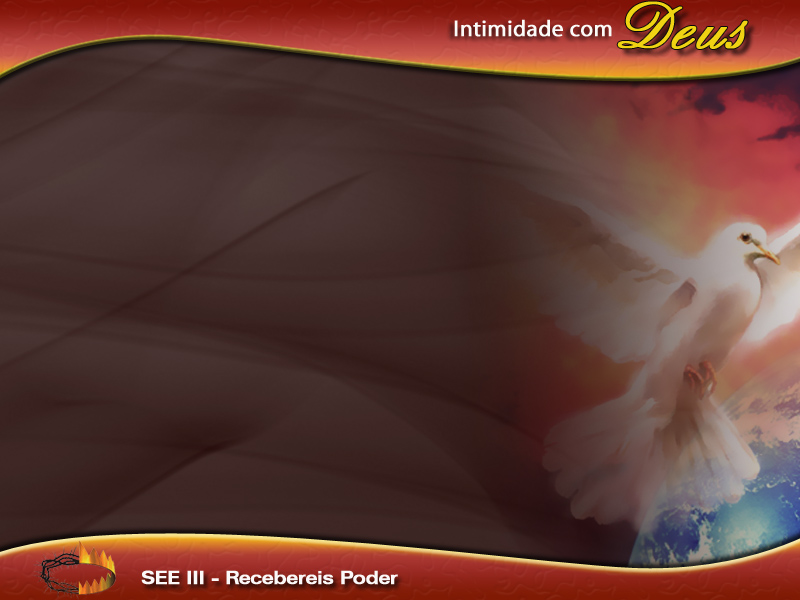 Intimidade com Deus
SEE III - Recebereis Poder